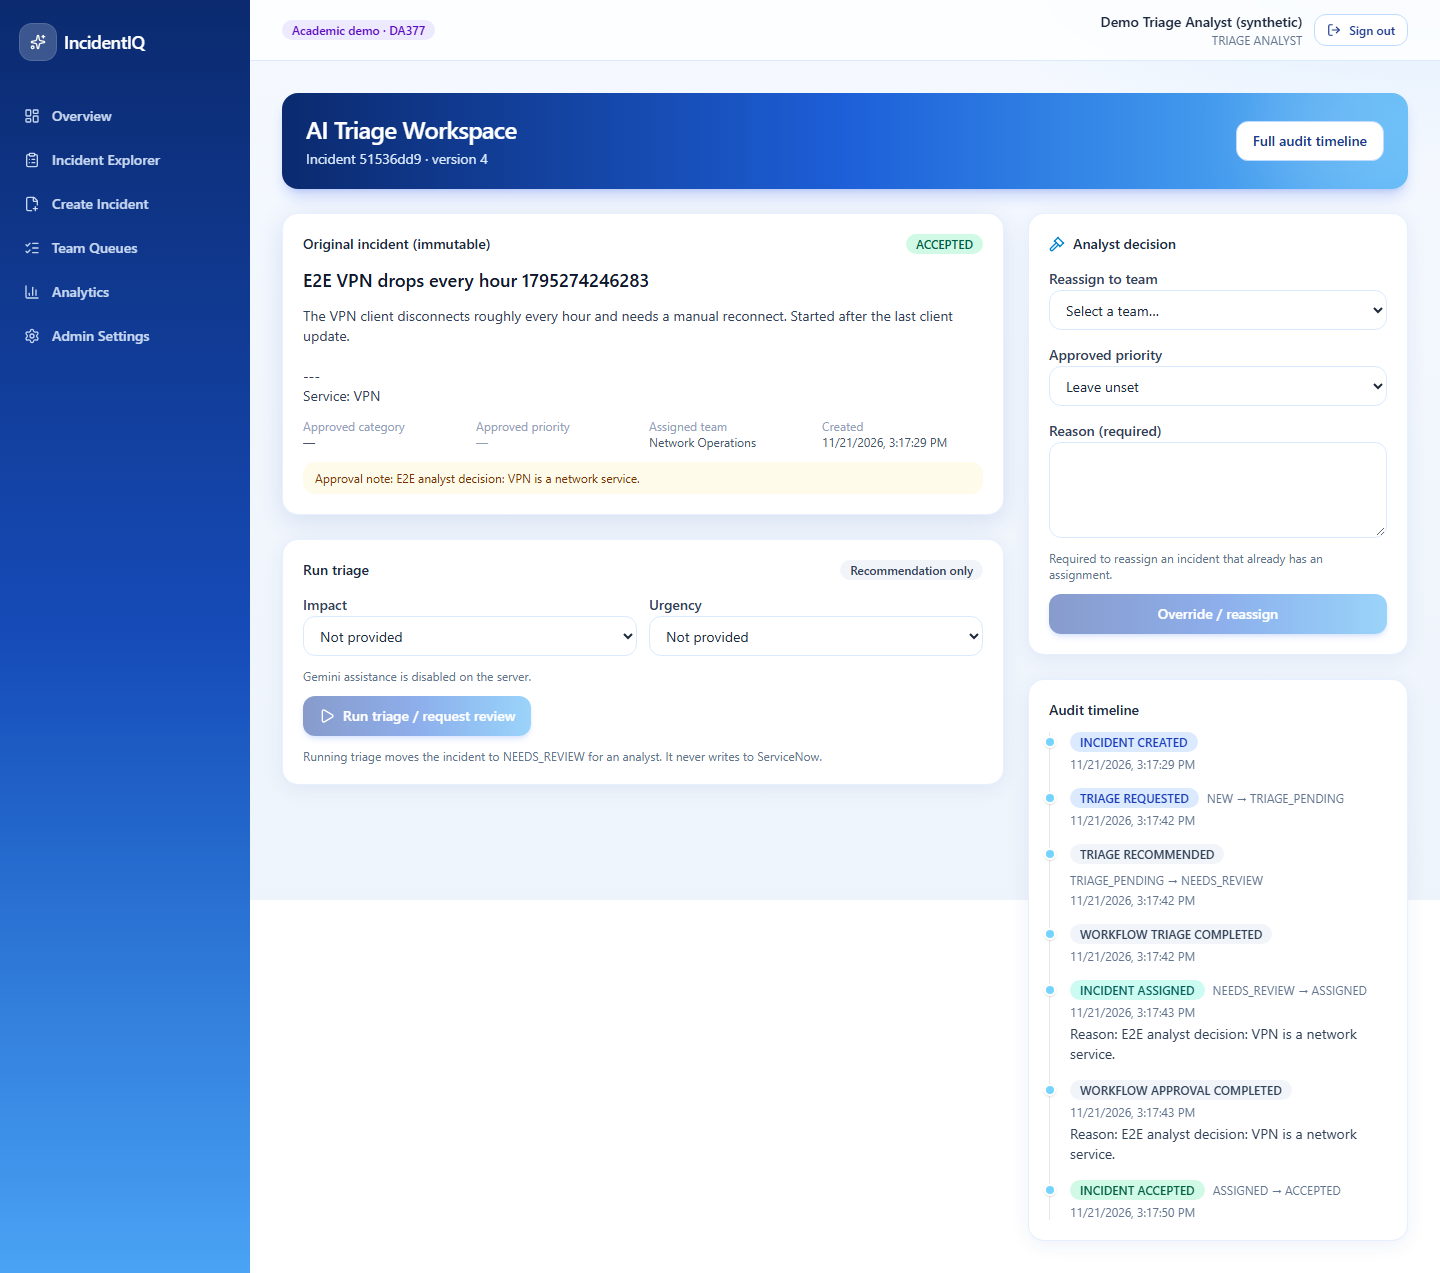 IncidentIQ
Overview
Incident Explorer
Create Incident
Team Queues
Analytics
Admin Settings
Academic demo · DA377
Demo Triage Analyst (synthetic)
TRIAGE ANALYST
Sign out
AI Triage Workspace
Incident 51536dd9 · version 4
Full audit timeline
Original incident (immutable)
ACCEPTED
E2E VPN drops every hour 1795274246283
The VPN client disconnects roughly every hour and needs a manual reconnect. Started after the last client
update.
---
Service: VPN
Approved category
—
Approved priority
—
Assigned team
Network Operations
Created
11/21/2026, 3:17:29 PM
Approval note: E2E analyst decision: VPN is a network service.
Run triage
Recommendation only
Impact
Not provided
Urgency
Not provided
Gemini assistance is disabled on the server.
Run triage / request review
Running triage moves the incident to NEEDS_REVIEW for an analyst. It never writes to ServiceNow.
Analyst decision
Reassign to team
Select a team...
Approved priority
Leave unset
Reason (required)
Required to reassign an incident that already has an
assignment.
Override / reassign
Audit timeline
INCIDENT CREATED
11/21/2026, 3:17:29 PM
TRIAGE REQUESTED NEW → TRIAGE_PENDING
11/21/2026, 3:17:42 PM
TRIAGE RECOMMENDED
TRIAGE_PENDING → NEEDS_REVIEW
11/21/2026, 3:17:42 PM
WORKFLOW TRIAGE COMPLETED
11/21/2026, 3:17:42 PM
INCIDENT ASSIGNED NEEDS_REVIEW → ASSIGNED
11/21/2026, 3:17:43 PM
Reason: E2E analyst decision: VPN is a network
service.
WORKFLOW APPROVAL COMPLETED
11/21/2026, 3:17:43 PM
Reason: E2E analyst decision: VPN is a network
service.
INCIDENT ACCEPTED ASSIGNED → ACCEPTED
11/21/2026, 3:17:50 PM